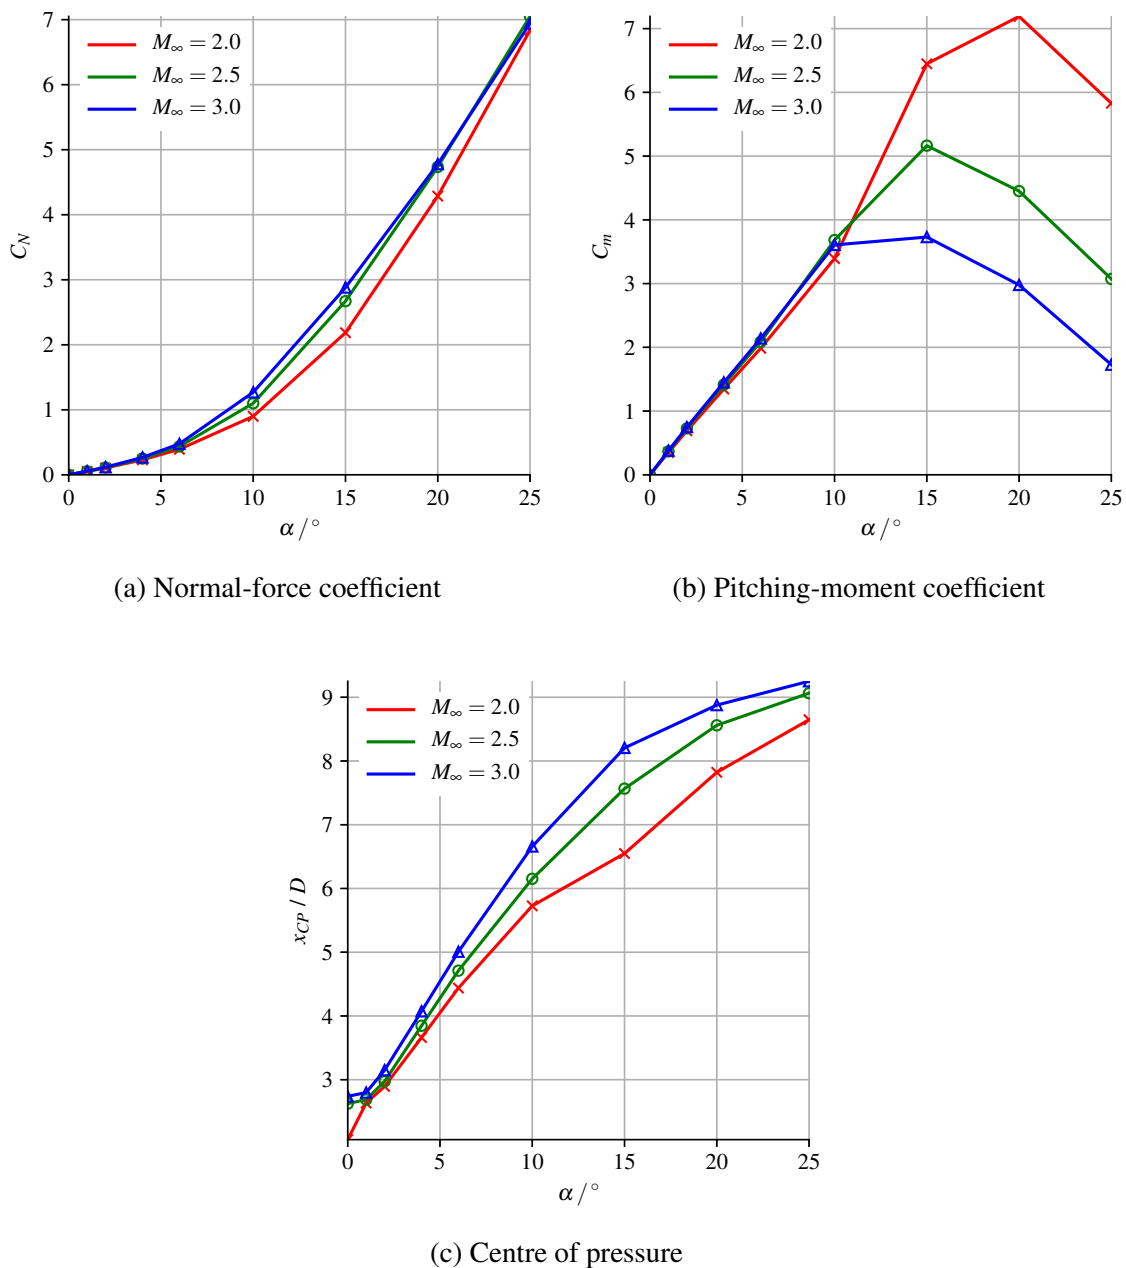 7
6
5
4
3
2
1
0
C_N
M∞ = 2.0
M∞ = 2.5
M∞ = 3.0
0 5 10 15 20 25
α / °
(a) Normal-force coefficient
7
6
5
4
3
2
1
0
C_m
M∞ = 2.0
M∞ = 2.5
M∞ = 3.0
0 5 10 15 20 25
α / °
(b) Pitching-moment coefficient
9
8
7
6
5
4
3
x_CP / D
M∞ = 2.0
M∞ = 2.5
M∞ = 3.0
0 5 10 15 20 25
α / °
(c) Centre of pressure